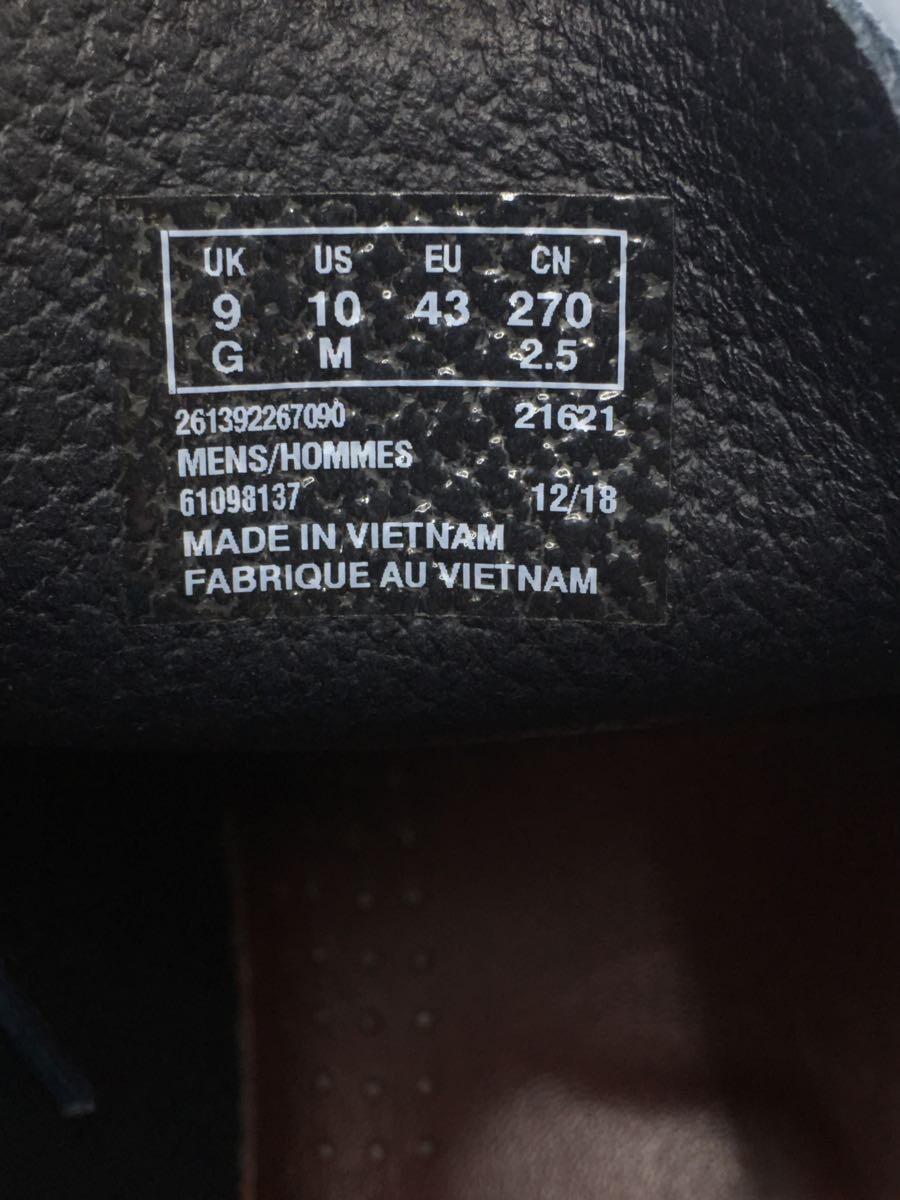 UK US EU CN
9 10 43 270
G M 2.5
261392267090 21621
MENS/HOMMES
61098137 12/18
MADE IN VIETNAM
FABRIQUE AU VIETNAM